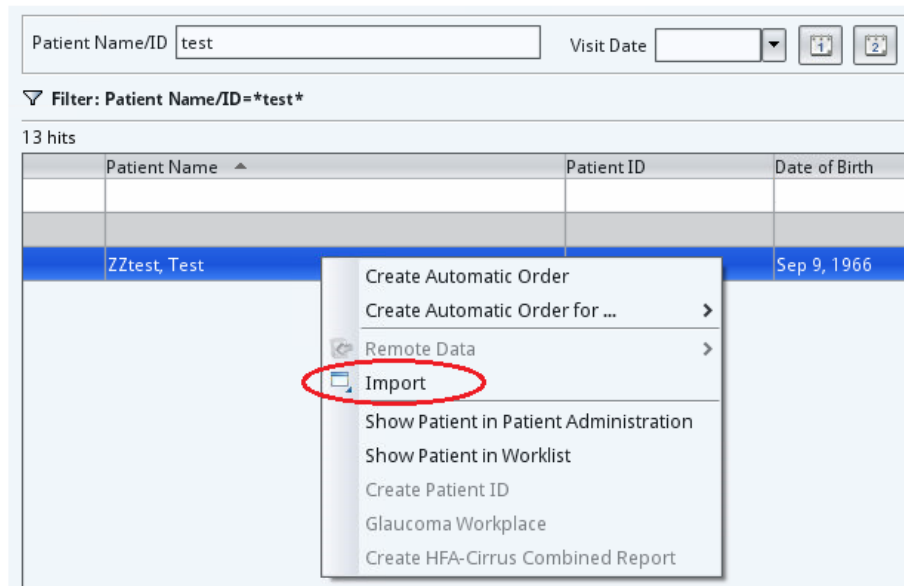 Patient Name/ID test Visit Date 1 2
Filter: Patient Name/ID=*test*
13 hits
Patient Name Patient ID Date of Birth
ZZtest, Test Sep 9, 1966
Create Automatic Order
Create Automatic Order for ...
Remote Data
Import
Show Patient in Patient Administration
Show Patient in Worklist
Create Patient ID
Glaucoma Workplace
Create HFA-Cirrus Combined Report